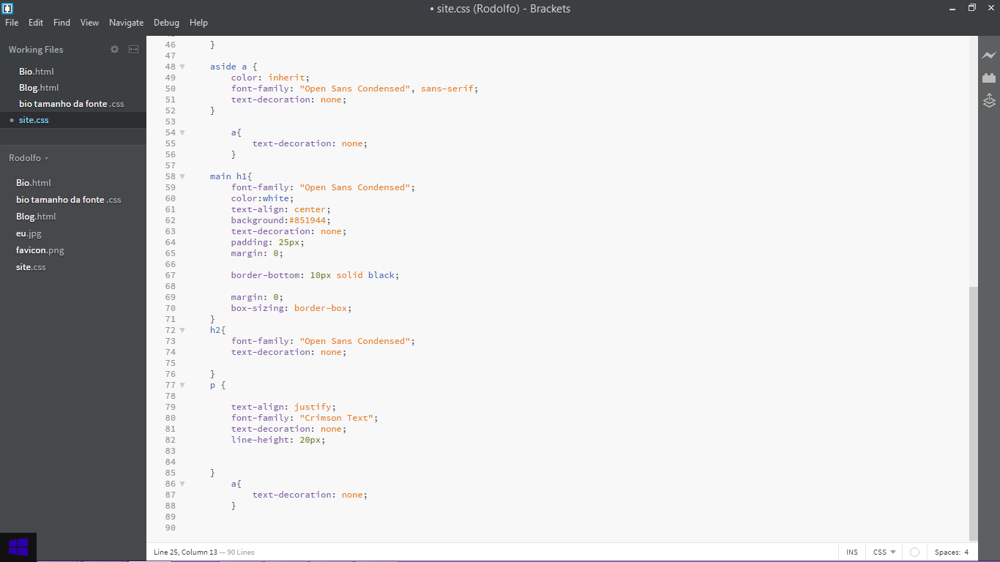 • site.css (Rodolfo) - Brackets
File Edit Find View Navigate Debug Help
Working Files
Bio.html
Blog.html
bio tamanho da fonte .css
• site.css
Rodolfo
Bio.html
bio tamanho da fonte .css
Blog.html
eu.jpg
favicon.png
site.css
46 }
47
48 aside a {
49 color: inherit;
50 font-family: "Open Sans Condensed", sans-serif;
51 text-decoration: none;
52 }
53
54 a{
55 text-decoration: none;
56 }
57
58 main h1{
59 font-family: "Open Sans Condensed";
60 color:white;
61 text-align: center;
62 background:#851944;
63 text-decoration: none;
64 padding: 25px;
65 margin: 0;
66
67 border-bottom: 10px solid black;
68
69 margin: 0;
70 box-sizing: border-box;
71 }
72 h2{
73 font-family: "Open Sans Condensed";
74 text-decoration: none;
75
76 }
77 p {
78
79 text-align: justify;
80 font-family: "Crimson Text";
81 text-decoration: none;
82 line-height: 20px;
83
84
85 }
86 a{
87 text-decoration: none;
88 }
89
90
Line 25, Column 13 — 90 Lines
INS CSS Spaces: 4